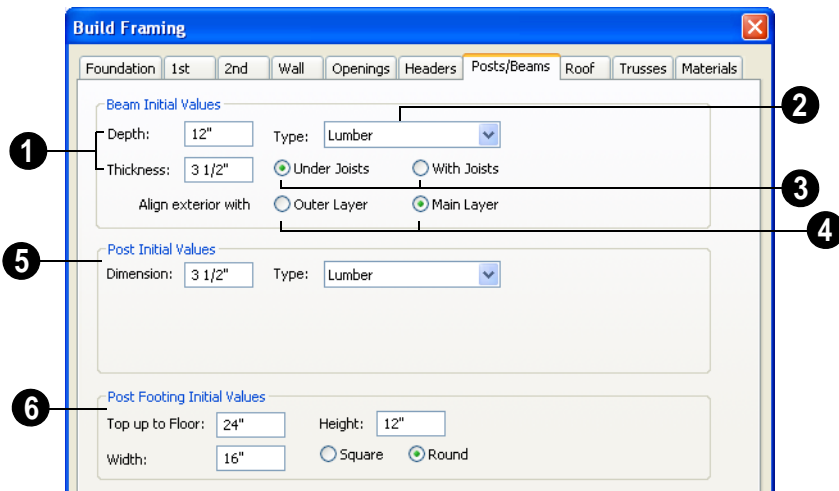 Build Framing
Foundation 1st 2nd Wall Openings Headers Posts/Beams Roof Trusses Materials
Beam Initial Values
2
1
Depth: 12" Type: Lumber
Thickness: 3 1/2" Under Joists With Joists
3
Align exterior with Outer Layer Main Layer
4
5
Post Initial Values
Dimension: 3 1/2" Type: Lumber
6
Post Footing Initial Values
Top up to Floor: 24" Height: 12"
Width: 16" Square Round